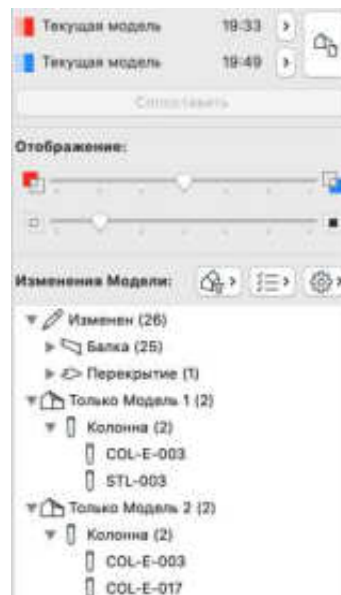 Текущая модель 19:33
Текущая модель 19:49
Сопоставить
Отображение:
Изменения Модели:
Изменен (26)
Балка (25)
Перекрытие (1)
Только Модель 1 (2)
Колонна (2)
COL-E-003
STL-003
Только Модель 2 (2)
Колонна (2)
COL-E-003
COL-E-017